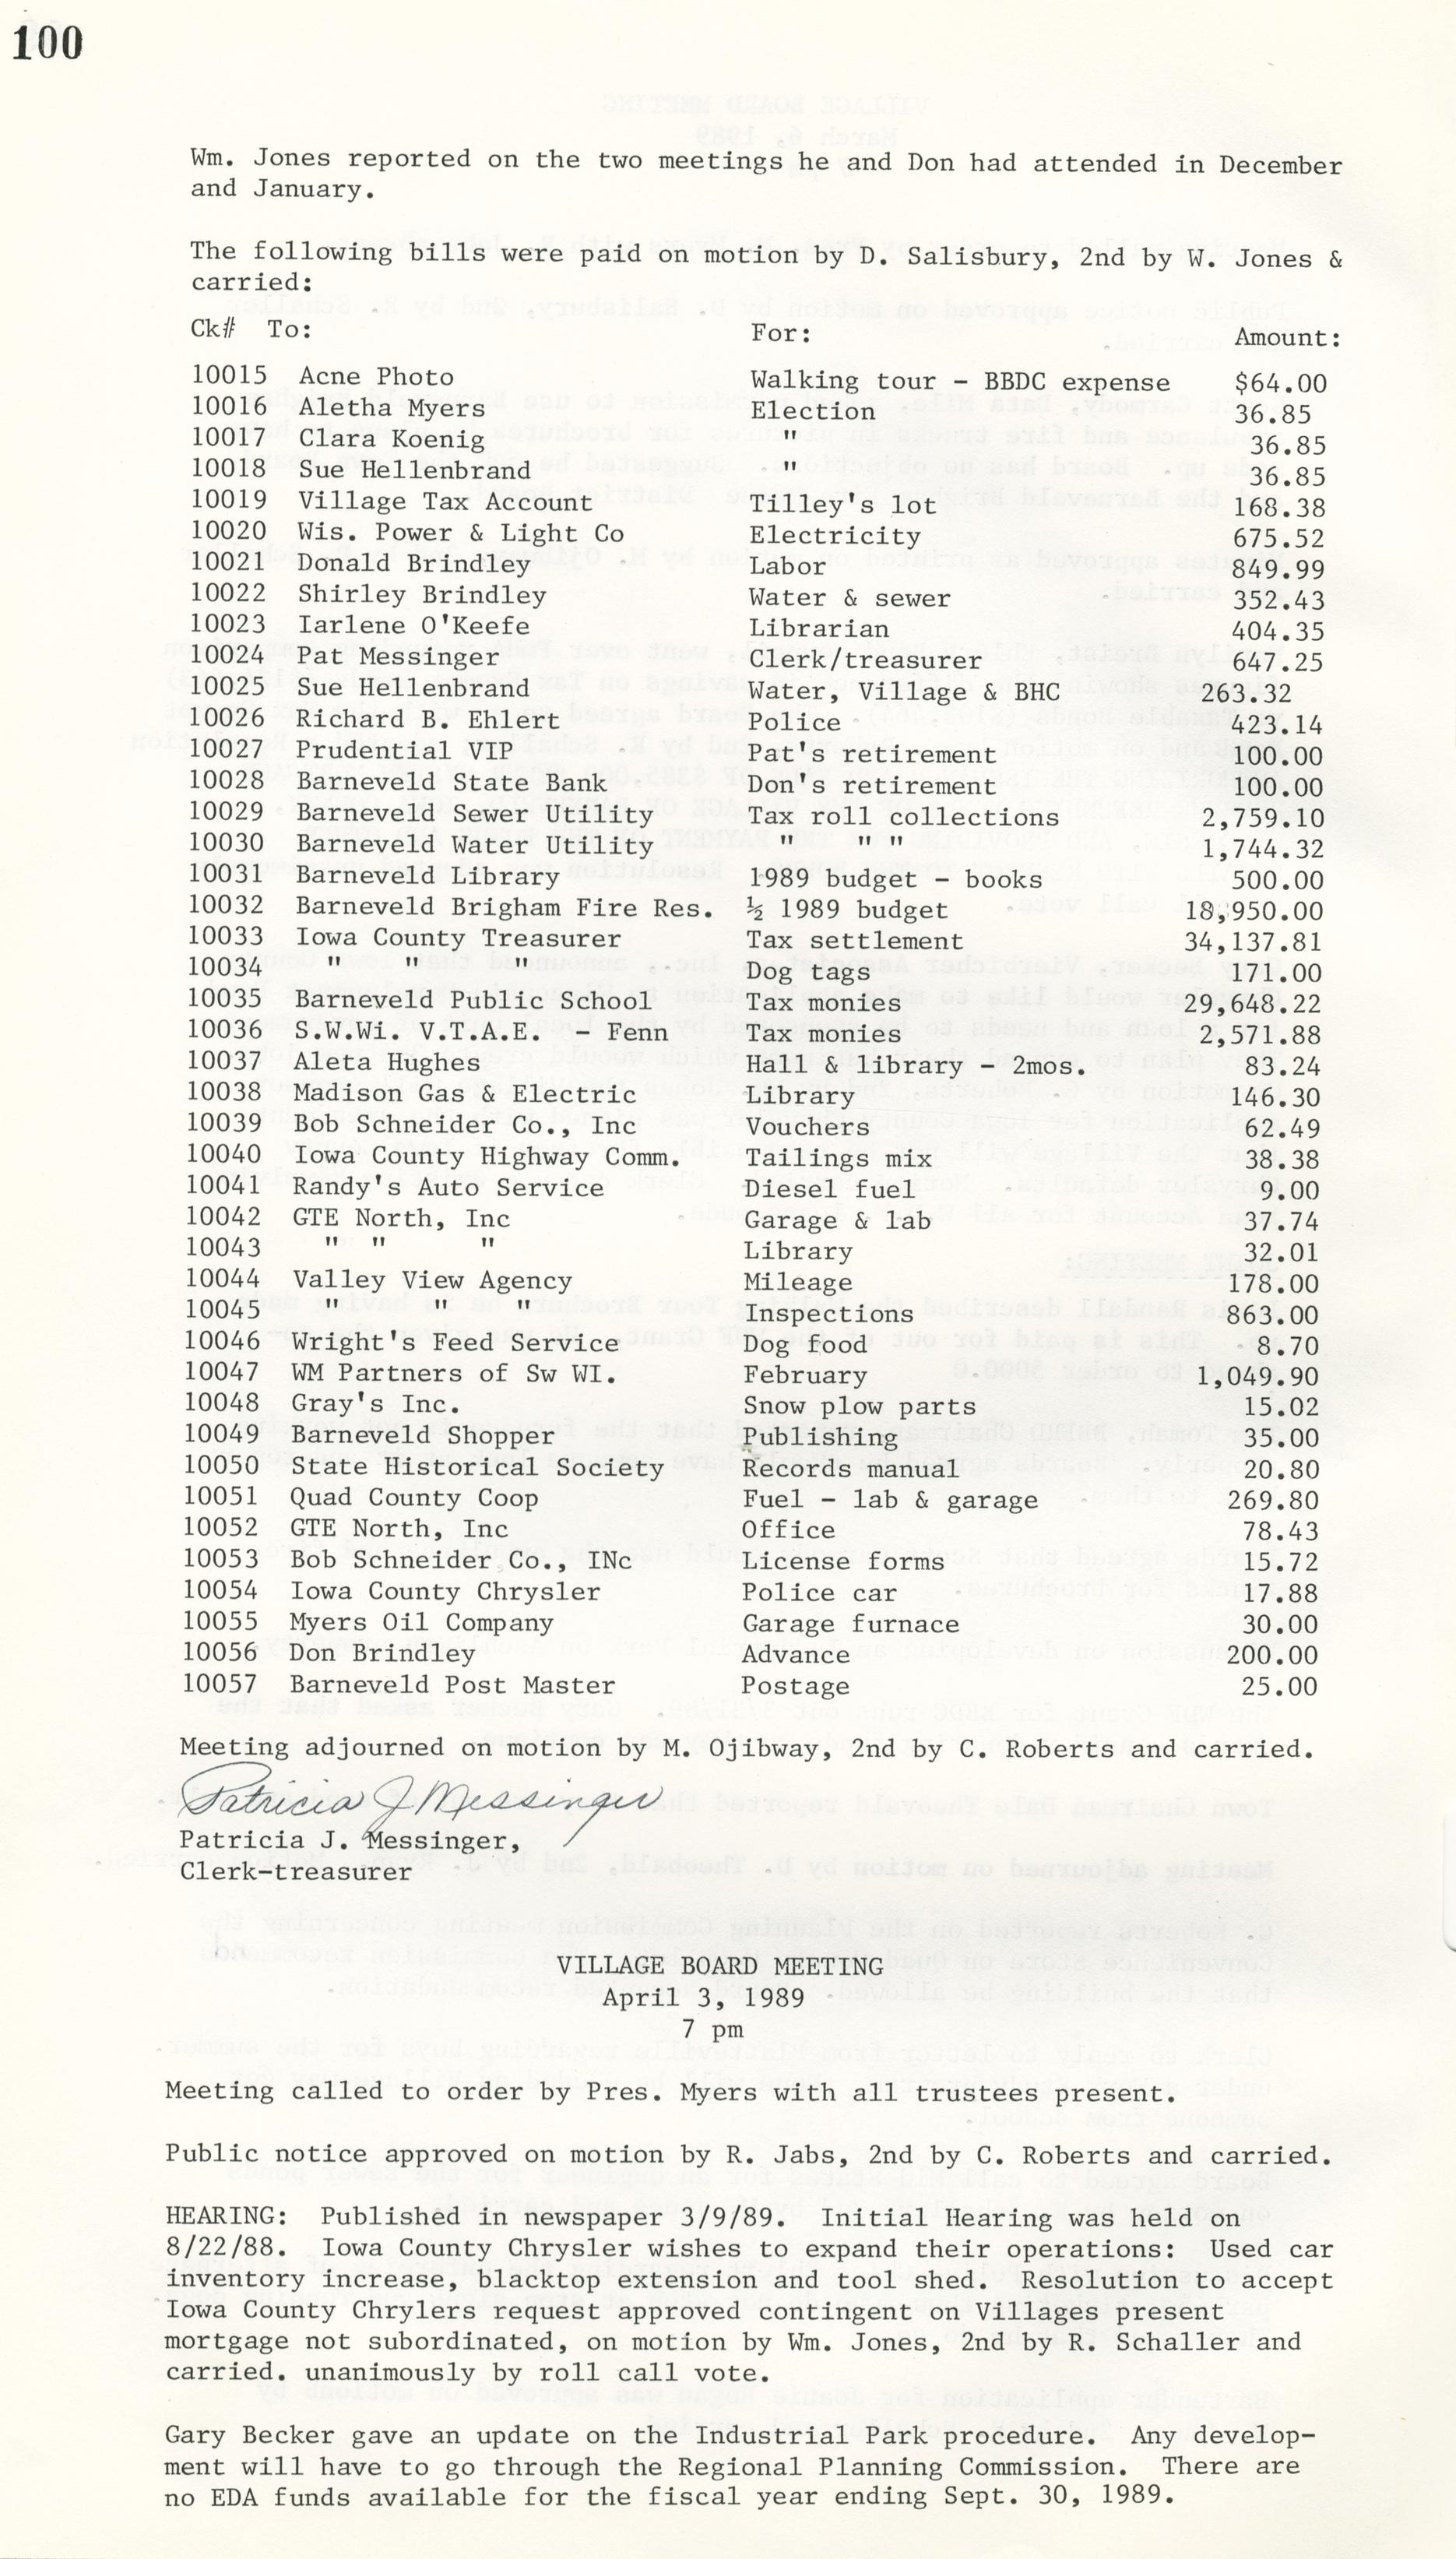 100
Wm. Jones reported on the two meetings he and Don had attended in December
and January.
The following bills were paid on motion by D. Salisbury, 2nd by W. Jones &
carried:
Ck# To: For: Amount:
10015 Acne Photo Walking tour - BBDC expense $64.00
10016 Aletha Myers Election 36.85
10017 Clara Koenig " 36.85
10018 Sue Hellenbrand " 36.85
10019 Village Tax Account Tilley's lot 168.38
10020 Wis. Power & Light Co Electricity 675.52
10021 Donald Brindley Labor 849.99
10022 Shirley Brindley Water & sewer 352.43
10023 Iarlene O'Keefe Librarian 404.35
10024 Pat Messinger Clerk/treasurer 647.25
10025 Sue Hellenbrand Water, Village & BHC 263.32
10026 Richard B. Ehlert Police 423.14
10027 Prudential VIP Pat's retirement 100.00
10028 Barneveld State Bank Don's retirement 100.00
10029 Barneveld Sewer Utility Tax roll collections 2,759.10
10030 Barneveld Water Utility " " " 1,744.32
10031 Barneveld Library 1989 budget - books 500.00
10032 Barneveld Brigham Fire Res. ½ 1989 budget 18,950.00
10033 Iowa County Treasurer Tax settlement 34,137.81
10034 " " " Dog tags 171.00
10035 Barneveld Public School Tax monies 29,648.22
10036 S.W.Wi. V.T.A.E. - Fenn Tax monies 2,571.88
10037 Aleta Hughes Hall & library - 2mos. 83.24
10038 Madison Gas & Electric Library 146.30
10039 Bob Schneider Co., Inc Vouchers 62.49
10040 Iowa County Highway Comm. Tailings mix 38.38
10041 Randy's Auto Service Diesel fuel 9.00
10042 GTE North, Inc Garage & lab 37.74
10043 " " " Library 32.01
10044 Valley View Agency Mileage 178.00
10045 " " " Inspections 863.00
10046 Wright's Feed Service Dog food 8.70
10047 WM Partners of Sw WI. February 1,049.90
10048 Gray's Inc. Snow plow parts 15.02
10049 Barneveld Shopper Publishing 35.00
10050 State Historical Society Records manual 20.80
10051 Quad County Coop Fuel - lab & garage 269.80
10052 GTE North, Inc Office 78.43
10053 Bob Schneider Co., INc License forms 15.72
10054 Iowa County Chrysler Police car 17.88
10055 Myers Oil Company Garage furnace 30.00
10056 Don Brindley Advance 200.00
10057 Barneveld Post Master Postage 25.00
Meeting adjourned on motion by M. Ojibway, 2nd by C. Roberts and carried.
Patricia J Messinger
Patricia J. Messinger,
Clerk-treasurer
VILLAGE BOARD MEETING
April 3, 1989
7 pm
Meeting called to order by Pres. Myers with all trustees present.
Public notice approved on motion by R. Jabs, 2nd by C. Roberts and carried.
HEARING: Published in newspaper 3/9/89. Initial Hearing was held on
8/22/88. Iowa County Chrysler wishes to expand their operations: Used car
inventory increase, blacktop extension and tool shed. Resolution to accept
Iowa County Chrylers request approved contingent on Villages present
mortgage not subordinated, on motion by Wm. Jones, 2nd by R. Schaller and
carried. unanimously by roll call vote.
Gary Becker gave an update on the Industrial Park procedure. Any develop-
ment will have to go through the Regional Planning Commission. There are
no EDA funds available for the fiscal year ending Sept. 30, 1989.